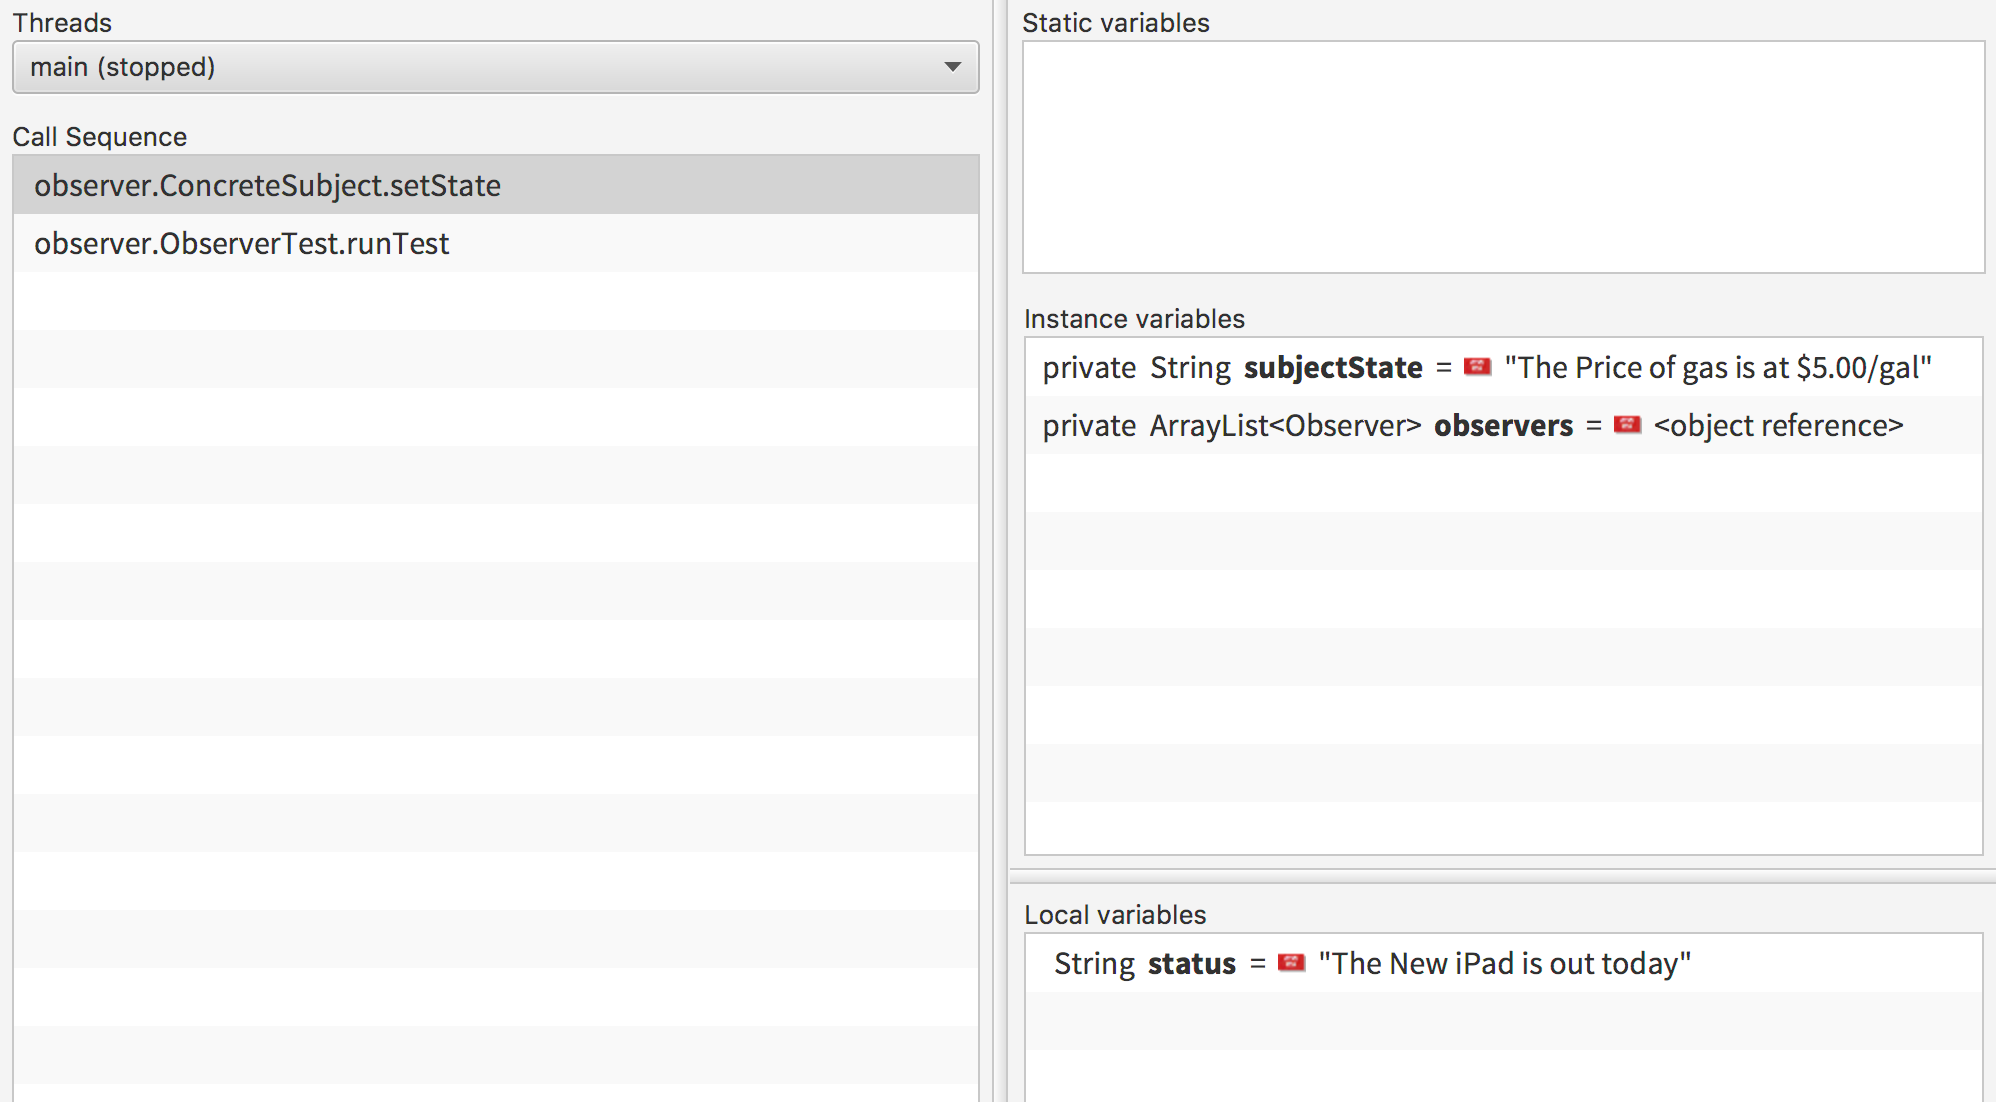 Threads
main (stopped)
Call Sequence
observer.ConcreteSubject.setState
observer.ObserverTest.runTest
Static variables
Instance variables
private String subjectState = "The Price of gas is at $5.00/gal"
private ArrayList<Observer> observers = <object reference>
Local variables
String status = "The New iPad is out today"